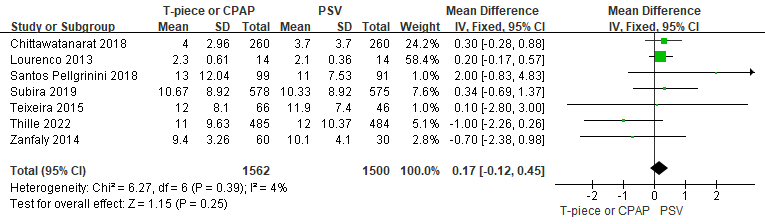 T-piece or CPAP PSV Mean Difference Mean Difference
Study or Subgroup Mean SD Total Mean SD Total Weight IV, Fixed, 95% CI IV, Fixed, 95% CI
Chittawatanarat 2018 4 2.96 260 3.7 3.7 260 24.2% 0.30 [-0.28, 0.88]
Lourenco 2013 2.3 0.61 14 2.1 0.36 14 58.4% 0.20 [-0.17, 0.57]
Santos Pellgrinini 2018 13 12.04 99 11 7.53 91 1.0% 2.00 [-0.83, 4.83]
Subira 2019 10.67 8.92 578 10.33 8.92 575 7.6% 0.34 [-0.69, 1.37]
Teixeira 2015 12 8.1 66 11.9 7.4 46 1.0% 0.10 [-2.80, 3.00]
Thille 2022 11 9.63 485 12 10.37 484 5.1% -1.00 [-2.26, 0.26]
Zanfaly 2014 9.4 3.26 60 10.1 4.1 30 2.9% -0.70 [-2.38, 0.98]
Total (95% CI) 1562 1500 100.0% 0.17 [-0.12, 0.45]
Heterogeneity: Chi² = 6.27, df = 6 (P = 0.39); I² = 4%
Test for overall effect: Z = 1.15 (P = 0.25)
-2 -1 0 1 2
T-piece or CPAP PSV